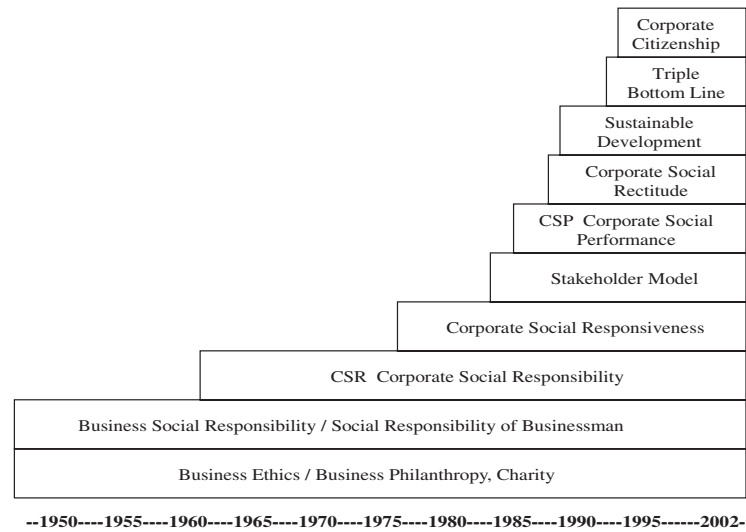 Corporate
Citizenship
Triple
Bottom Line
Sustainable
Development
Corporate Social
Rectitude
CSP Corporate Social
Performance
Stakeholder Model
Corporate Social Responsiveness
CSR Corporate Social Responsibility
Business Social Responsibility / Social Responsibility of Businessman
Business Ethics / Business Philanthropy, Charity
--1950----1955----1960----1965----1970----1975----1980----1985----1990----1995------2002-